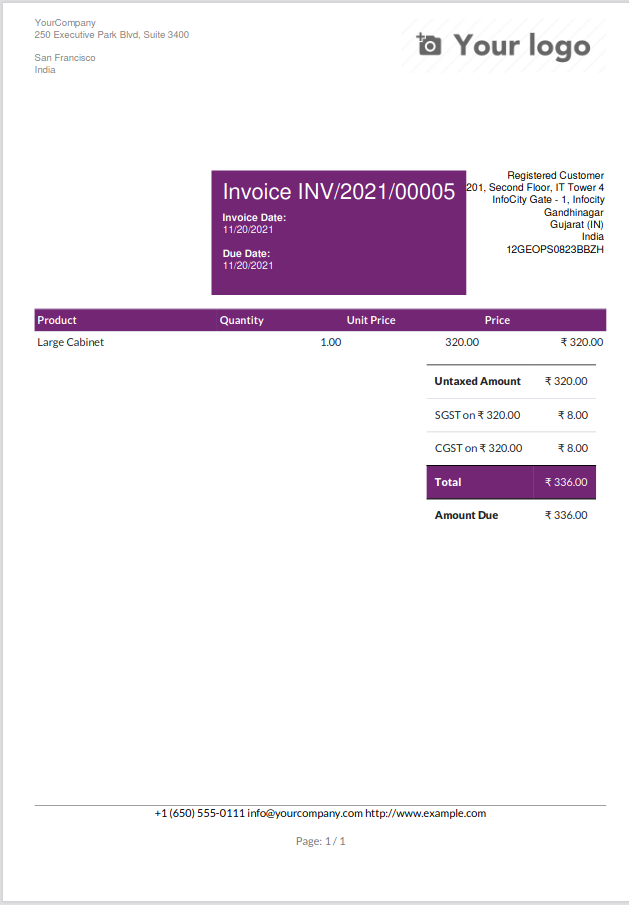 YourCompany
250 Executive Park Blvd, Suite 3400
San Francisco
India
Your logo
Invoice INV/2021/00005
Invoice Date:
11/20/2021
Due Date:
11/20/2021
Registered Customer
201, Second Floor, IT Tower 4
InfoCity Gate - 1, Infocity
Gandhinagar
Gujarat (IN)
India
12GEOPS0823BBZH
Product Quantity Unit Price Price
Large Cabinet 1.00 320.00 ₹ 320.00
Untaxed Amount ₹ 320.00
SGST on ₹ 320.00 ₹ 8.00
CGST on ₹ 320.00 ₹ 8.00
Total ₹ 336.00
Amount Due ₹ 336.00
+1 (650) 555-0111 info@yourcompany.com http://www.example.com
Page: 1 / 1